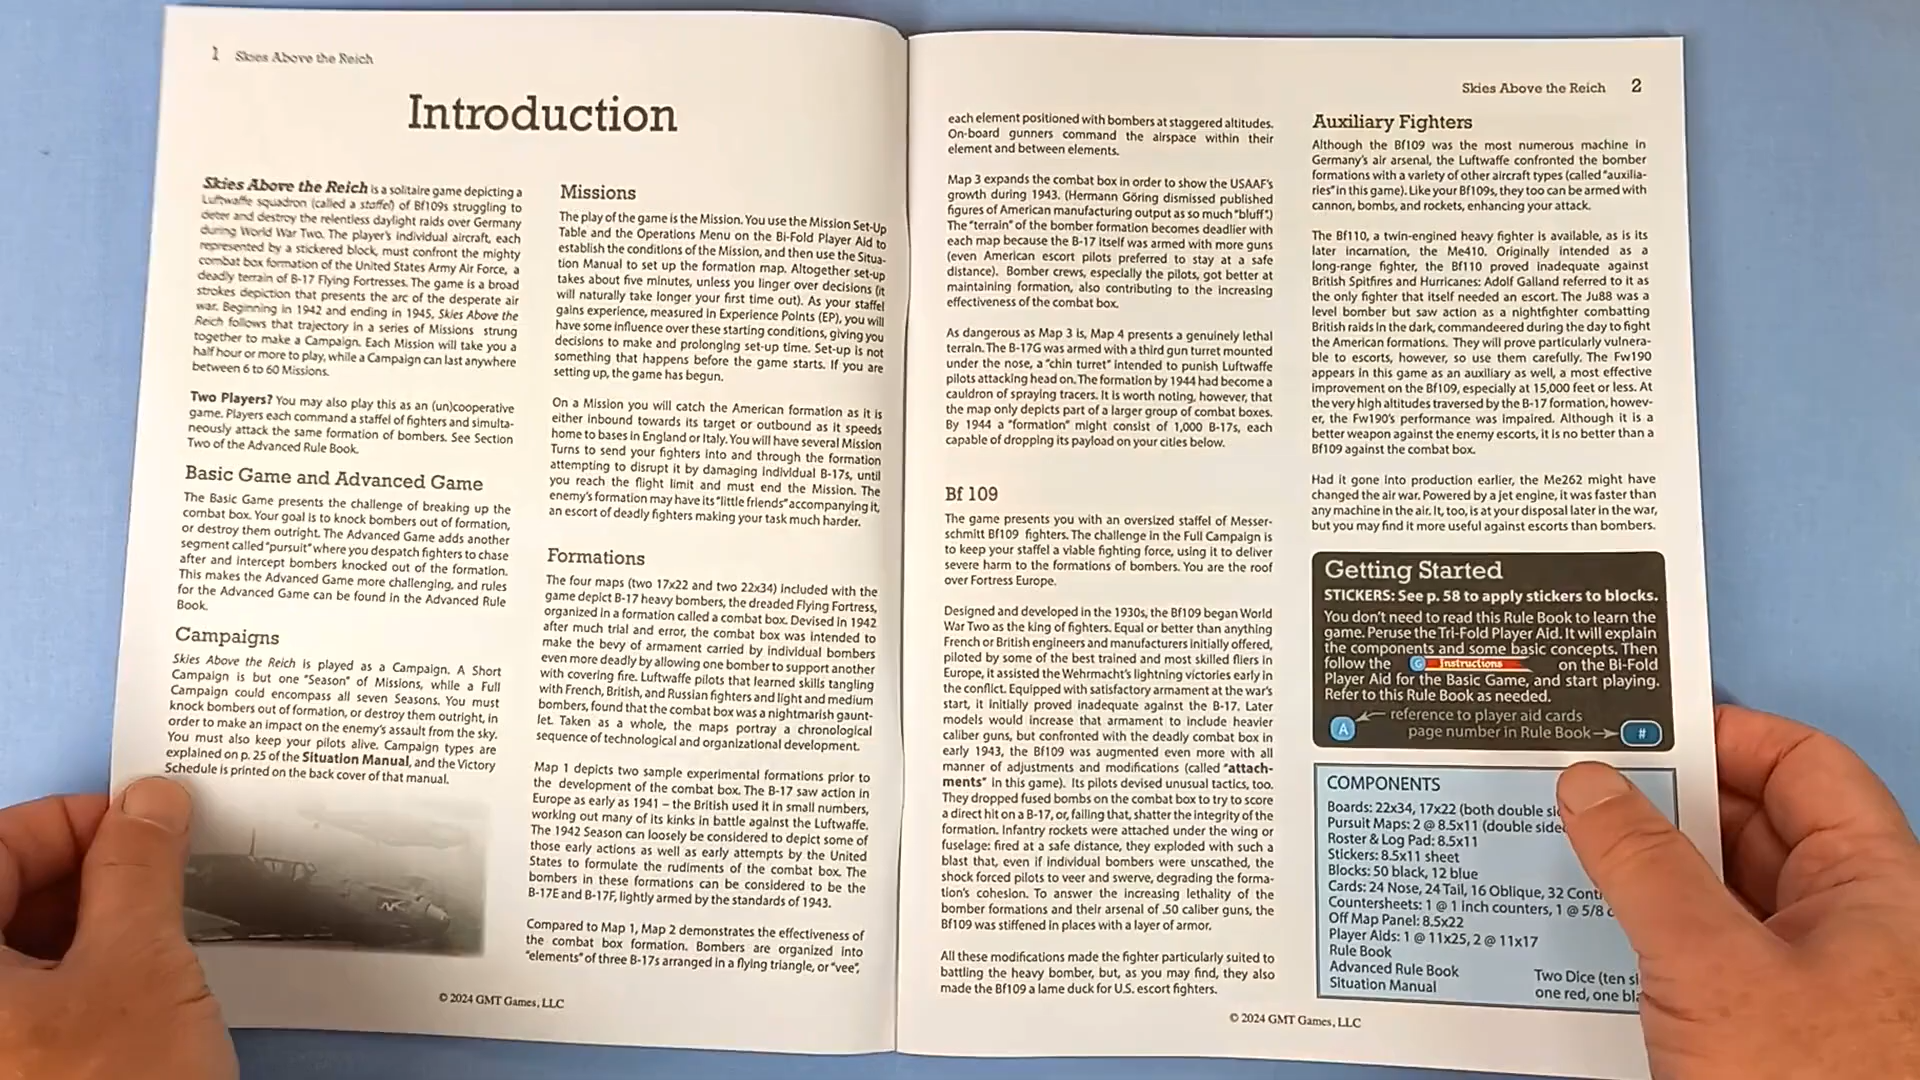 1 Skies Above the Reich
Introduction
Skies Above the Reich is a solitaire game depicting a
Luftwaffe squadron (called a staffel) of Bf109s struggling to
deter and destroy the relentless daylight raids over Germany
during World War Two. The player's individual aircraft, each
represented by a stickered block, must confront the mighty
combat box formation of the United States Army Air Force, a
deadly terrain of B-17 Flying Fortresses. The game is a broad
strokes depiction that presents the arc of the desperate air
war. Beginning in 1942 and ending in 1945, Skies Above the
Reich follows that trajectory in a series of Missions strung
together to make a Campaign. Each Mission will take you a
half hour or more to play, while a Campaign can last anywhere
between 6 to 60 Missions.
Two Players? You may also play this as an (un)cooperative
game. Players each command a staffel of fighters and simulta-
neously attack the same formation of bombers. See Section
Two of the Advanced Rule Book.
Basic Game and Advanced Game
The Basic Game presents the challenge of breaking up the
combat box. Your goal is to knock bombers out of formation,
or destroy them outright. The Advanced Game adds another
segment called "pursuit" where you despatch fighters to chase
after and intercept bombers knocked out of the formation.
This makes the Advanced Game more challenging, and rules
for the Advanced Game can be found in the Advanced Rule
Book.
Campaigns
Skies Above the Reich is played as a Campaign. A Short
Campaign is but one "Season" of Missions, while a Full
Campaign could encompass all seven Seasons. You must
knock bombers out of formation, or destroy them outright, in
order to make an impact on the enemy's assault from the sky.
You must also keep your pilots alive. Campaign types are
explained on p. 25 of the Situation Manual, and the Victory
Schedule is printed on the back cover of that manual.
Missions
The play of the game is the Mission. You use the Mission Set-Up
Table and the Operations Menu on the Bi-Fold Player Aid to
establish the conditions of the Mission, and then use the Situa-
tion Manual to set up the formation map. Altogether set-up
takes about five minutes, unless you linger over decisions (it
will naturally take longer your first time out). As your staffel
gains experience, measured in Experience Points (EP), you will
have some influence over these starting conditions, giving you
decisions to make and prolonging set-up time. Set-up is not
something that happens before the game starts. If you are
setting up, the game has begun.
On a Mission you will catch the American formation as it is
either inbound towards its target or outbound as it speeds
home to bases in England or Italy. You will have several Mission
Turns to send your fighters into and through the formation
attempting to disrupt it by damaging individual B-17s, until
you reach the flight limit and must end the Mission. The
enemy's formation may have its "little friends" accompanying it,
an escort of deadly fighters making your task much harder.
Formations
The four maps (two 17x22 and two 22x34) included with the
game depict B-17 heavy bombers, the dreaded Flying Fortress,
organized in a formation called a combat box. Devised in 1942
after much trial and error, the combat box was intended to
make the bevy of armament carried by individual bombers
even more deadly by allowing one bomber to support another
with covering fire. Luftwaffe pilots that learned skills tangling
with French, British, and Russian fighters and light and medium
bombers, found that the combat box was a nightmarish gaunt-
let. Taken as a whole, the maps portray a chronological
sequence of technological and organizational development.
Map 1 depicts two sample experimental formations prior to
the development of the combat box. The B-17 saw action in
Europe as early as 1941 – the British used it in small numbers,
working out many of its kinks in battle against the Luftwaffe.
The 1942 Season can loosely be considered to depict some of
those early actions as well as early attempts by the United
States to formulate the rudiments of the combat box. The
bombers in these formations can be considered to be the
B-17E and B-17F, lightly armed by the standards of 1943.
Compared to Map 1, Map 2 demonstrates the effectiveness of
the combat box formation. Bombers are organized into
"elements" of three B-17s arranged in a flying triangle, or "vee",
© 2024 GMT Games, LLC
Skies Above the Reich 2
each element positioned with bombers at staggered altitudes.
On-board gunners command the airspace within their
element and between elements.
Map 3 expands the combat box in order to show the USAAF's
growth during 1943. (Hermann Göring dismissed published
figures of American manufacturing output as so much "bluff".)
The "terrain" of the bomber formation becomes deadlier with
each map because the B-17 itself was armed with more guns
(even American escort pilots preferred to stay at a safe
distance). Bomber crews, especially the pilots, got better at
maintaining formation, also contributing to the increasing
effectiveness of the combat box.
As dangerous as Map 3 is, Map 4 presents a genuinely lethal
terrain. The B-17G was armed with a third gun turret mounted
under the nose, a "chin turret" intended to punish Luftwaffe
pilots attacking head on. The formation by 1944 had become a
cauldron of spraying tracers. It is worth noting, however, that
the map only depicts part of a larger group of combat boxes.
By 1944 a "formation" might consist of 1,000 B-17s, each
capable of dropping its payload on your cities below.
Bf 109
The game presents you with an oversized staffel of Messer-
schmitt Bf109 fighters. The challenge in the Full Campaign is
to keep your staffel a viable fighting force, using it to deliver
severe harm to the formations of bombers. You are the roof
over Fortress Europe.
Designed and developed in the 1930s, the Bf109 began World
War Two as the king of fighters. Equal or better than anything
French or British engineers and manufacturers initially offered,
piloted by some of the best trained and most skilled fliers in
Europe, it assisted the Wehrmacht's lightning victories early in
the conflict. Equipped with satisfactory armament at the war's
start, it initially proved inadequate against the B-17. Later
models would increase that armament to include heavier
caliber guns, but confronted with the deadly combat box in
early 1943, the Bf109 was augmented even more with all
manner of adjustments and modifications (called "attach-
ments" in this game). Its pilots devised unusual tactics, too.
They dropped fused bombs on the combat box to try to score
a direct hit on a B-17, or, failing that, shatter the integrity of the
formation. Infantry rockets were attached under the wing or
fuselage: fired at a safe distance, they exploded with such a
blast that, even if individual bombers were unscathed, the
shock forced pilots to veer and swerve, degrading the forma-
tion's cohesion. To answer the increasing lethality of the
bomber formations and their arsenal of .50 caliber guns, the
Bf109 was stiffened in places with a layer of armor.
All these modifications made the fighter particularly suited to
battling the heavy bomber, but, as you may find, they also
made the Bf109 a lame duck for U.S. escort fighters.
Auxiliary Fighters
Although the Bf109 was the most numerous machine in
Germany's air arsenal, the Luftwaffe confronted the bomber
formations with a variety of other aircraft types (called "auxilia-
ries" in this game). Like your Bf109s, they too can be armed with
cannon, bombs, and rockets, enhancing your attack.
The Bf110, a twin-engined heavy fighter is available, as is its
later incarnation, the Me410. Originally intended as a
long-range fighter, the Bf110 proved inadequate against
British Spitfires and Hurricanes: Adolf Galland referred to it as
the only fighter that itself needed an escort. The Ju88 was a
level bomber but saw action as a nightfighter combatting
British raids in the dark, commandeered during the day to fight
the American formations. They will prove particularly vulnera-
ble to escorts, however, so use them carefully. The Fw190
appears in this game as an auxiliary as well, a most effective
improvement on the Bf109, especially at 15,000 feet or less. At
the very high altitudes traversed by the B-17 formation, howev-
er, the Fw190's performance was impaired. Although it is a
better weapon against the enemy escorts, it is no better than a
Bf109 against the combat box.
Had it gone into production earlier, the Me262 might have
changed the air war. Powered by a jet engine, it was faster than
any machine in the air. It, too, is at your disposal later in the war,
but you may find it more useful against escorts than bombers.
Getting Started
STICKERS: See p. 58 to apply stickers to blocks.
You don't need to read this Rule Book to learn the
game. Peruse the Tri-Fold Player Aid. It will explain
the components and some basic concepts. Then
follow the G Instructions on the Bi-Fold
Player Aid for the Basic Game, and start playing.
Refer to this Rule Book as needed.
A reference to player aid cards
page number in Rule Book #
COMPONENTS
Boards: 22x34, 17x22 (both double si
Pursuit Maps: 2 @ 8.5x11 (double side
Roster & Log Pad: 8.5x11
Stickers: 8.5x11 sheet
Blocks: 50 black, 12 blue
Cards: 24 Nose, 24 Tail, 16 Oblique, 32 Cont
Countersheets: 1 @ 1 inch counters, 1 @ 5/8
Off Map Panel: 8.5x22
Player Aids: 1 @ 11x25, 2 @ 11x17
Rule Book
Advanced Rule Book
Situation Manual
Two Dice (ten si
one red, one bla
© 2024 GMT Games, LLC